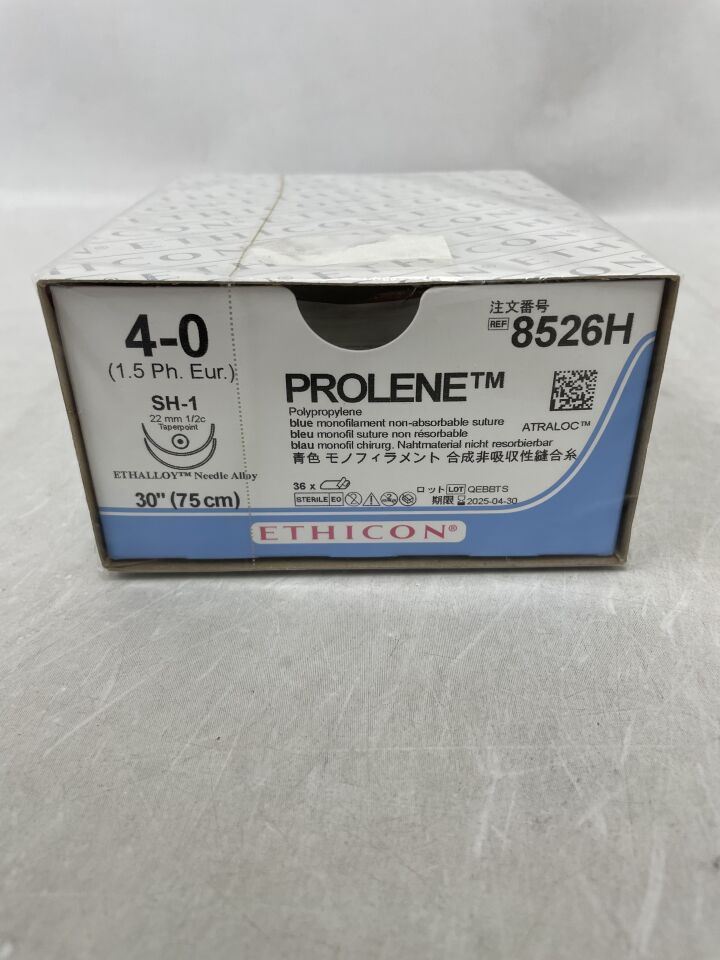 ETHICON
4-0
(1.5 Ph. Eur.)
SH-1
22 mm 1/2c
Taperpoint
ETHALLOY™ Needle Alloy
30" (75 cm)
注文番号
REF 8526H
PROLENE™
Polypropylene
blue monofilament non-absorbable suture
bleu monofil suture non résorbable
blau monofil chirurg. Nahtmaterial nicht resorbierbar
青色 モノフィラメント 合成非吸収性縫合糸
ATRALOC™
36 x
STERILE EO
2
ロット LOT QEBBTS
期限 2025-04-30
ETHICON®